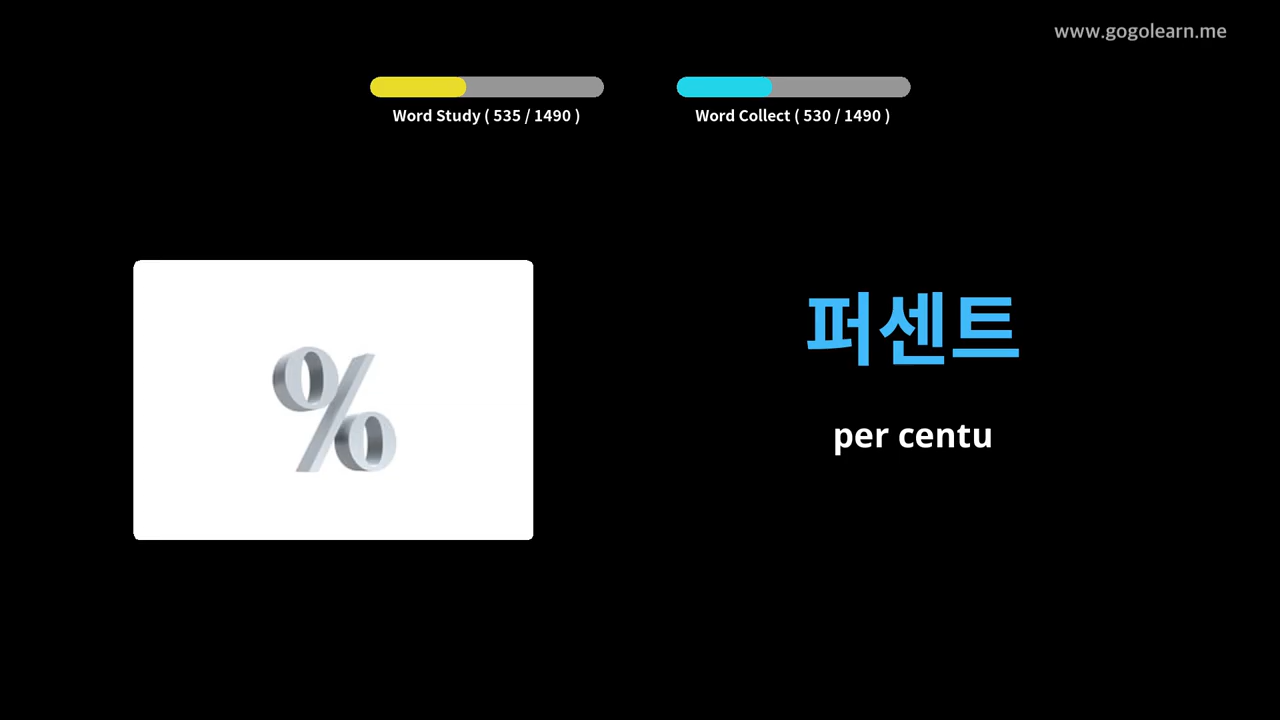 www.gogolearn.me
Word Study ( 535 / 1490 )
Word Collect ( 530 / 1490 )
%
퍼센트
per centu